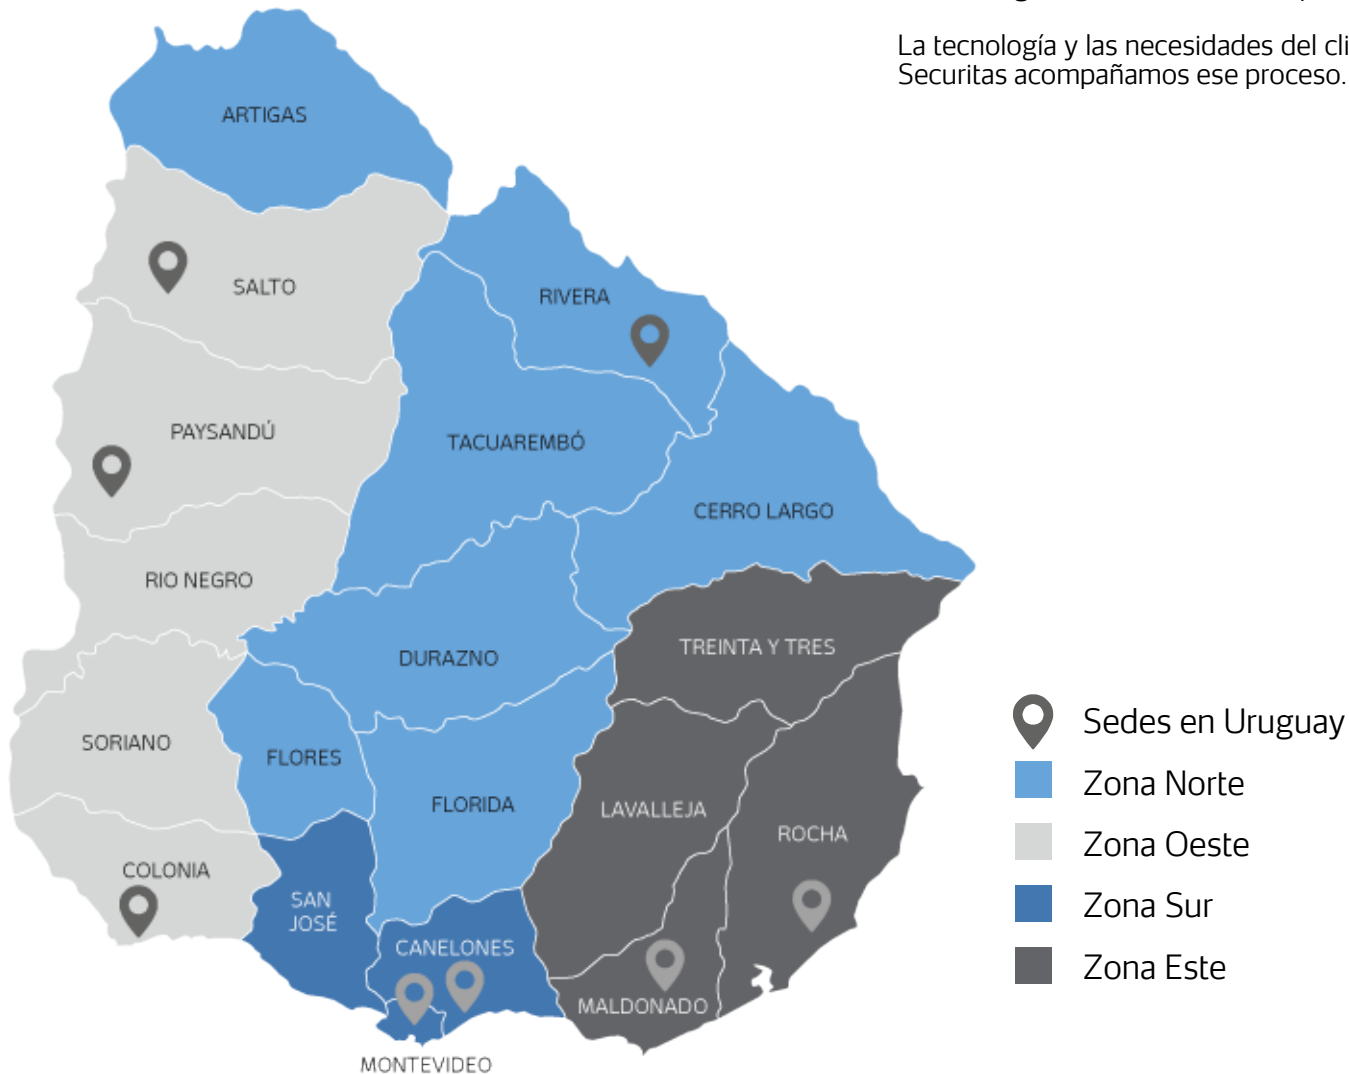 La tecnología y las necesidades del cli
Securitas acompañamos ese proceso.
ARTIGAS
SALTO
RIVERA
PAYSANDÚ
TACUAREMBÓ
CERRO LARGO
RIO NEGRO
TREINTA Y TRES
DURAZNO
SORIANO
FLORES
FLORIDA
LAVALLEJA
ROCHA
COLONIA
SAN
JOSÉ
CANELONES
MALDONADO
MONTEVIDEO
Sedes en Uruguay
Zona Norte
Zona Oeste
Zona Sur
Zona Este